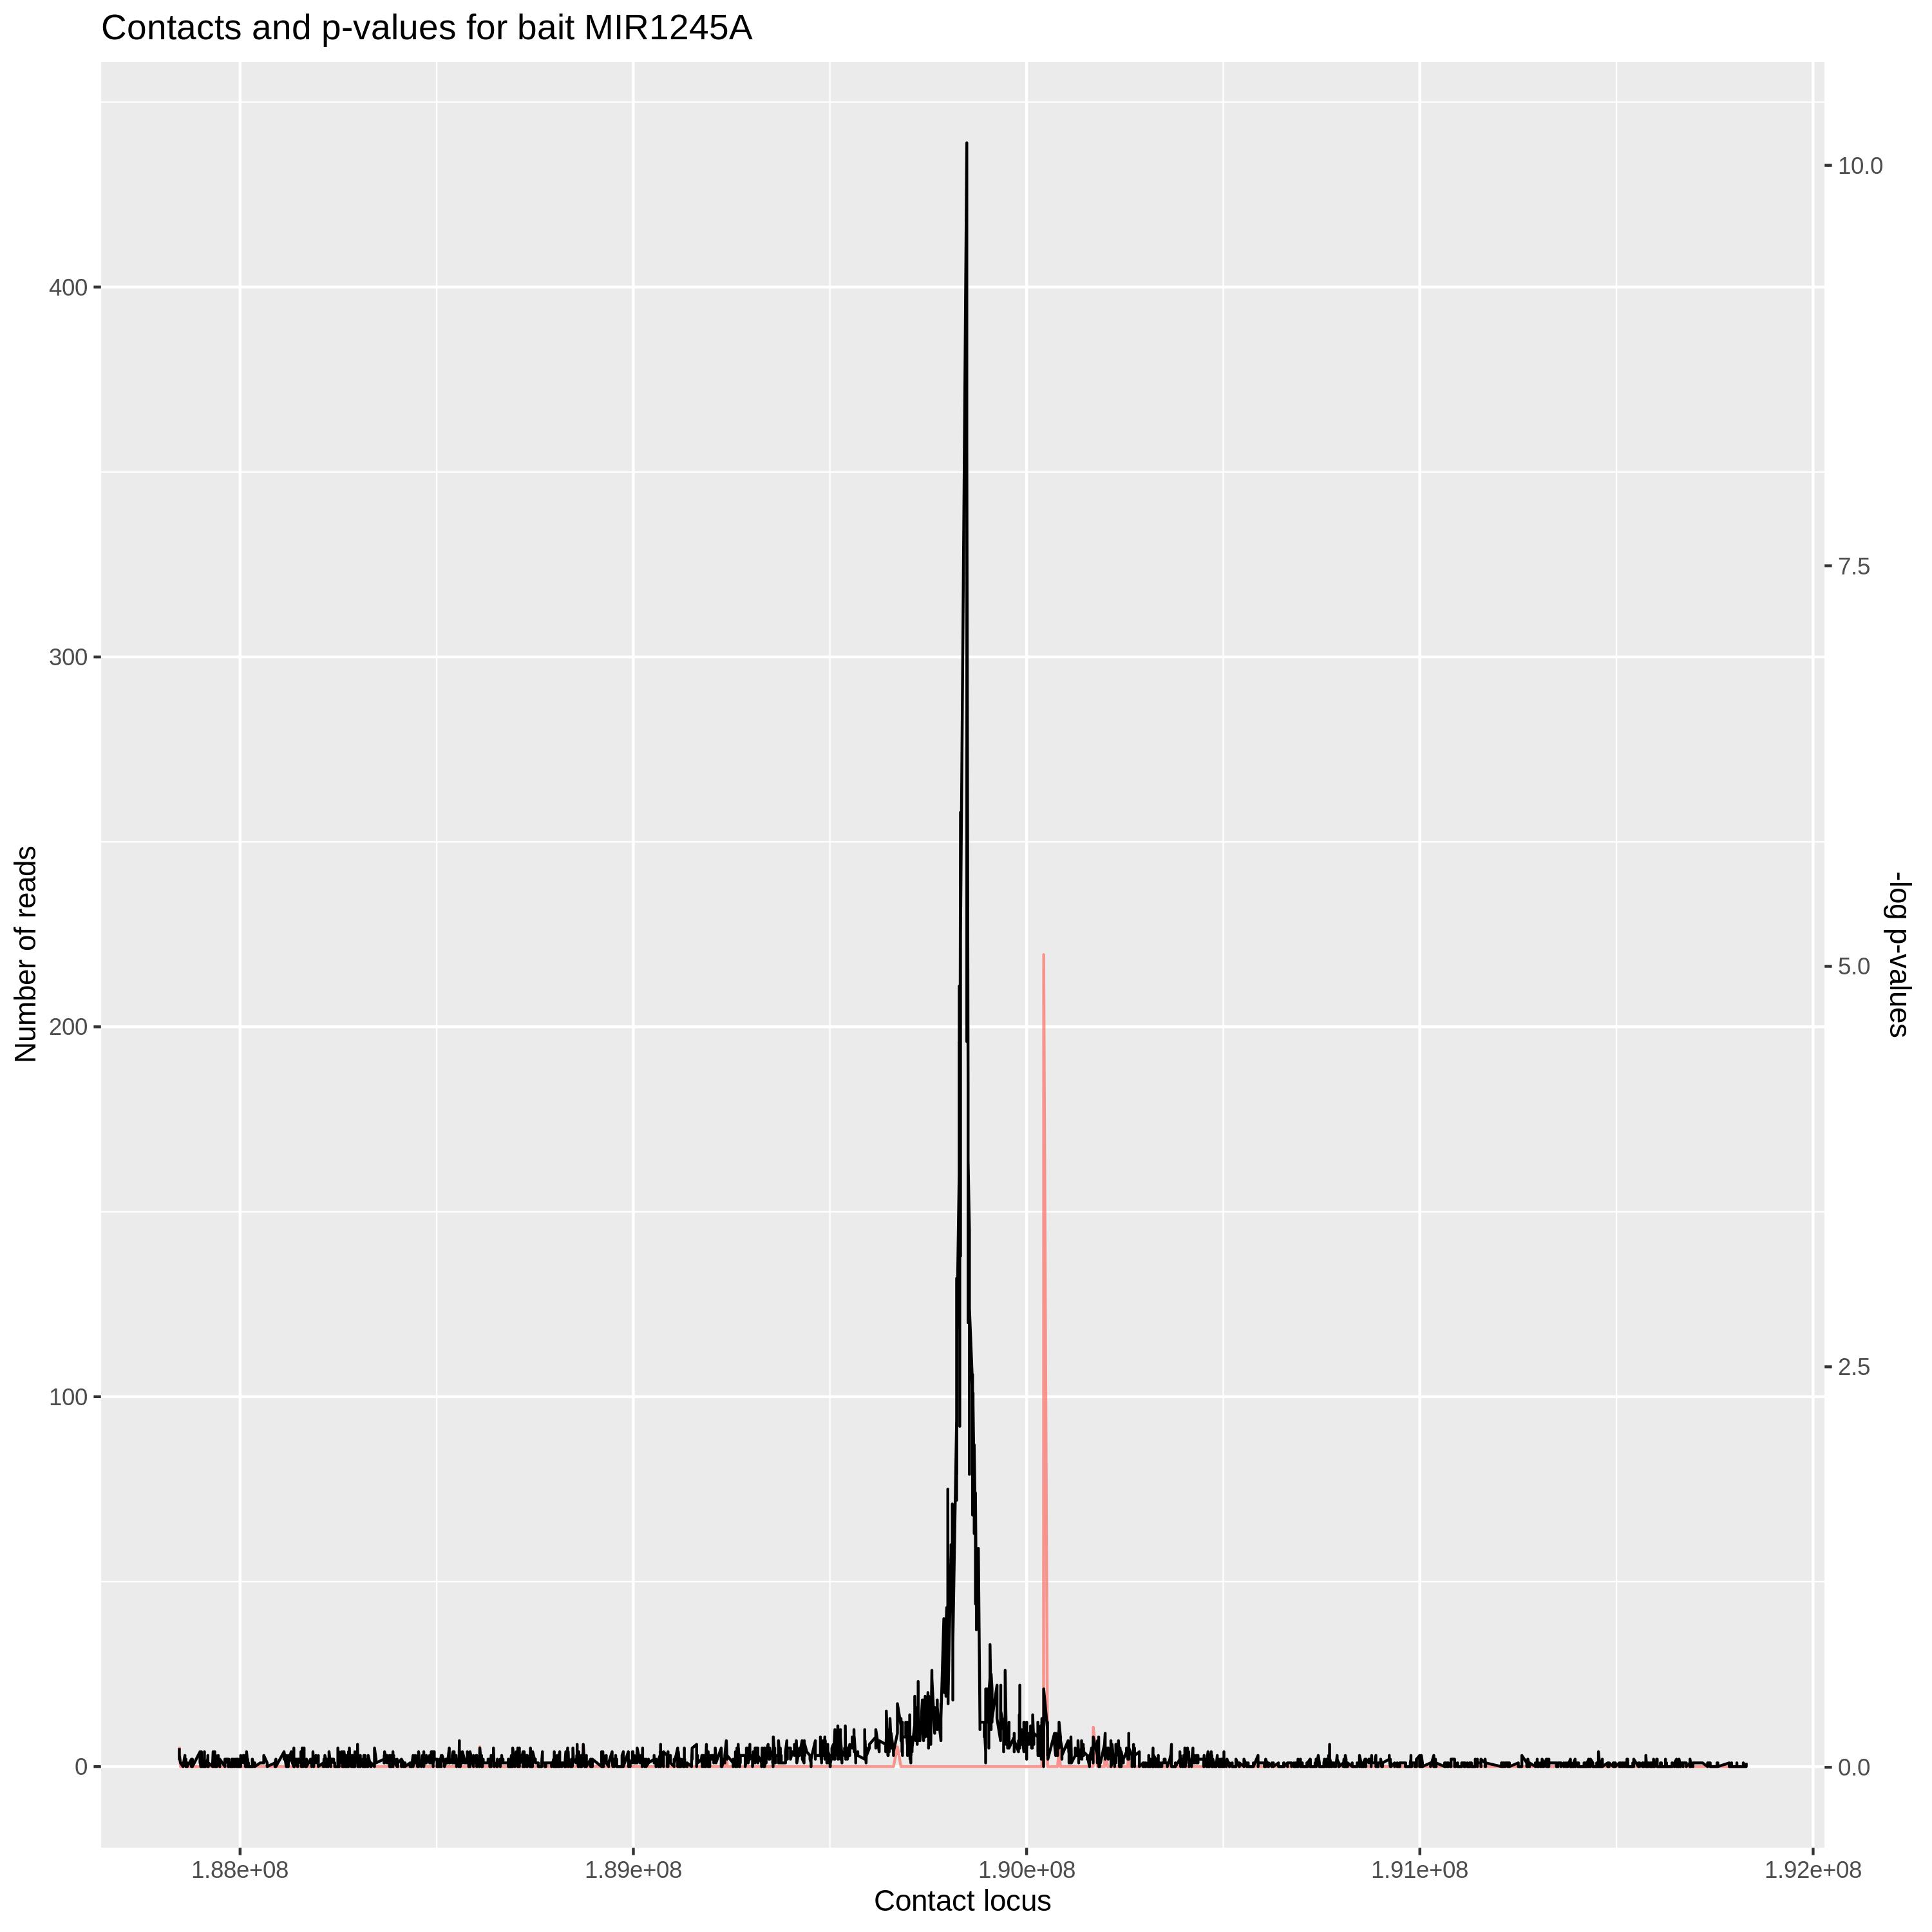 Contacts and p-values for bait MIR1245A
400
300
200
100
0
Number of reads
10.0
7.5
5.0
2.5
0.0
-log p-values
1.88e+08
1.89e+08
1.90e+08
1.91e+08
1.92e+08
Contact locus